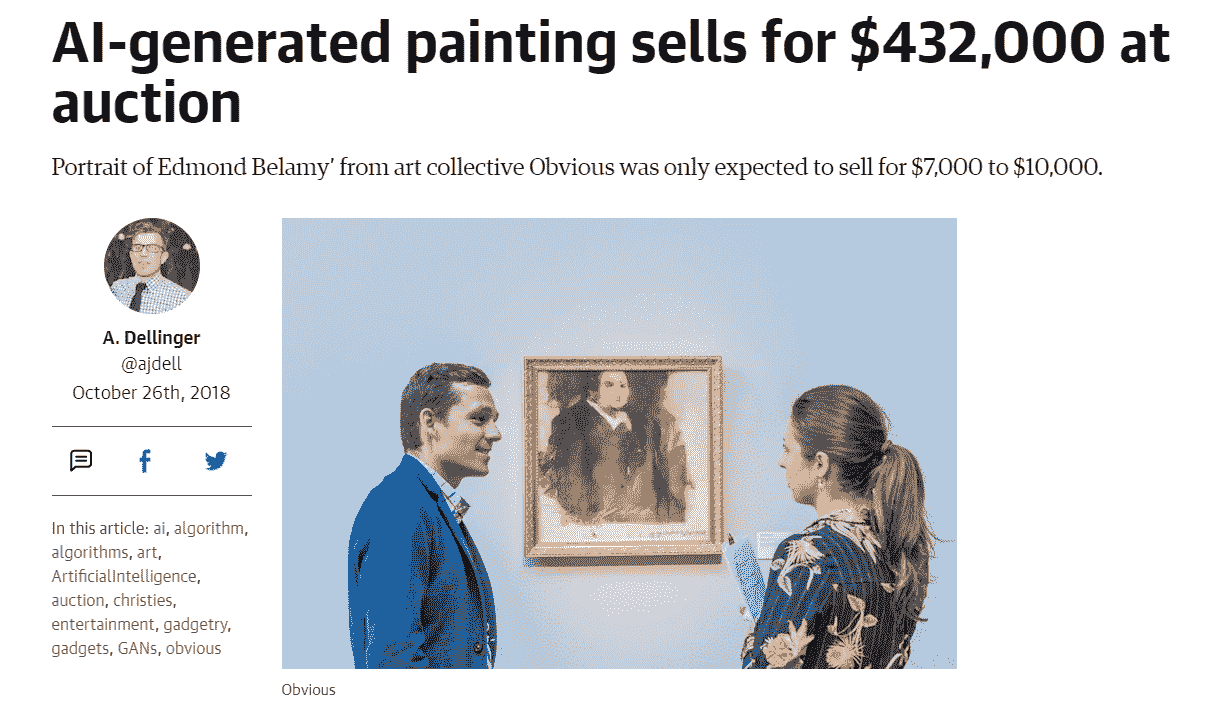 AI-generated painting sells for $432,000 at
auction
Portrait of Edmond Belamy’ from art collective Obvious was only expected to sell for $7,000 to $10,000.
A. Dellinger
@ajdell
October 26th, 2018
In this article: ai, algorithm,
algorithms, art,
ArtificialIntelligence,
auction, christies,
entertainment, gadgetry,
gadgets, GANs, obvious
Obvious